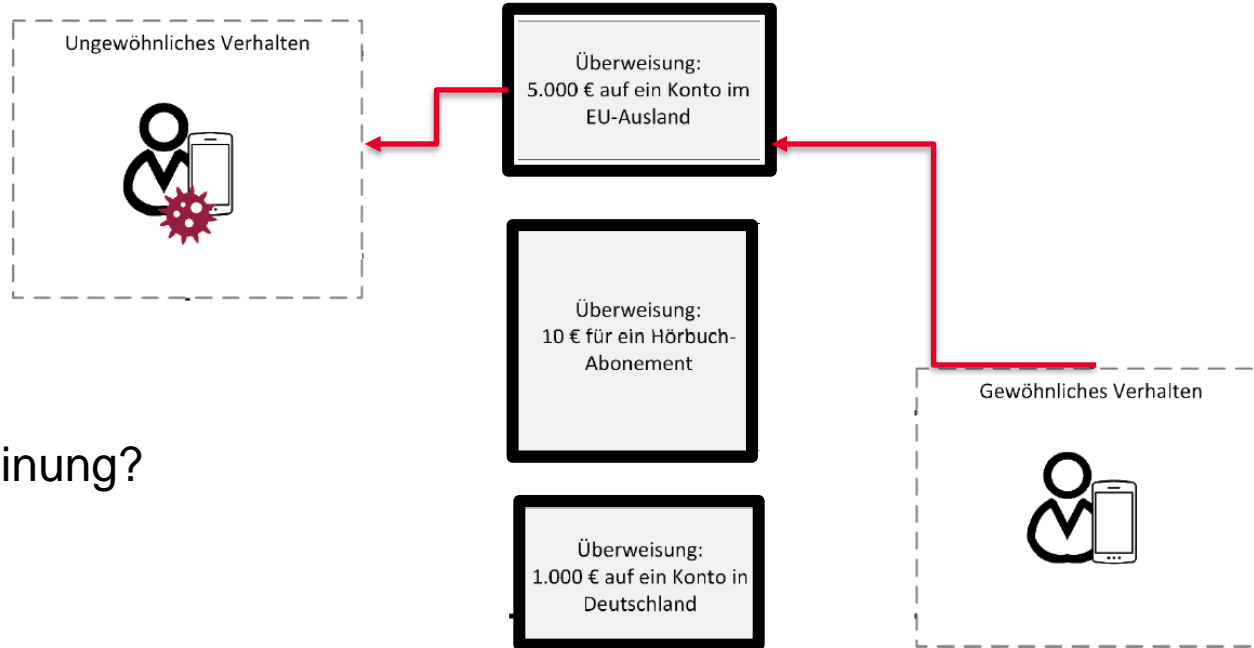 Ungewöhnliches Verhalten
Überweisung:
5.000 € auf ein Konto im
EU-Ausland
Überweisung:
10 € für ein Hörbuch-
Abonement
Gewöhnliches Verhalten
inung?
Überweisung:
1.000 € auf ein Konto in
Deutschland